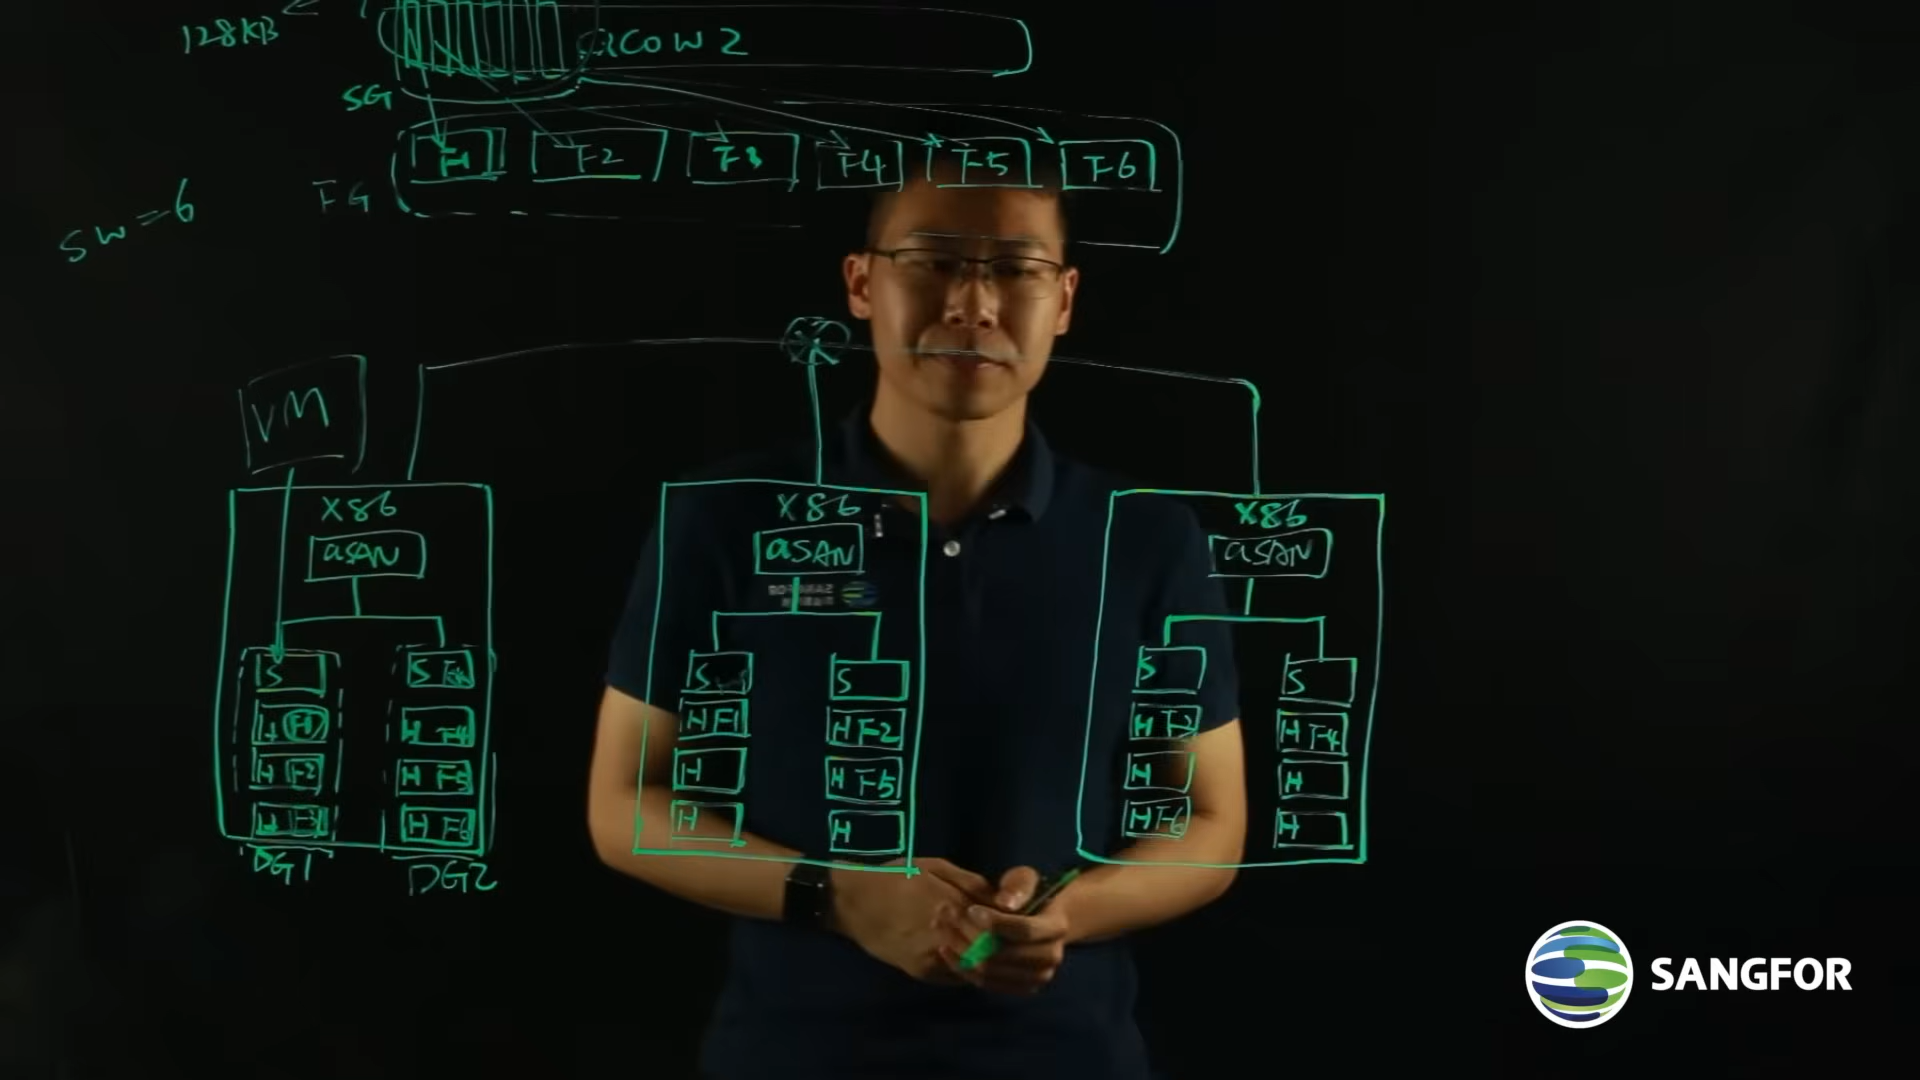 128KB
QCOW2
SG
F1 F2 F3 F4 F5 F6
FG
SW=6
VM
X86 X86 X86
aSAN aSAN aSAN
S S S S S S
H F1 H F4 H F1 H F2 H F3 H F4
H F2 H F5 H H F5 H H
H F3 H F6 H H H F6 H
DG1 DG2
SANGFOR